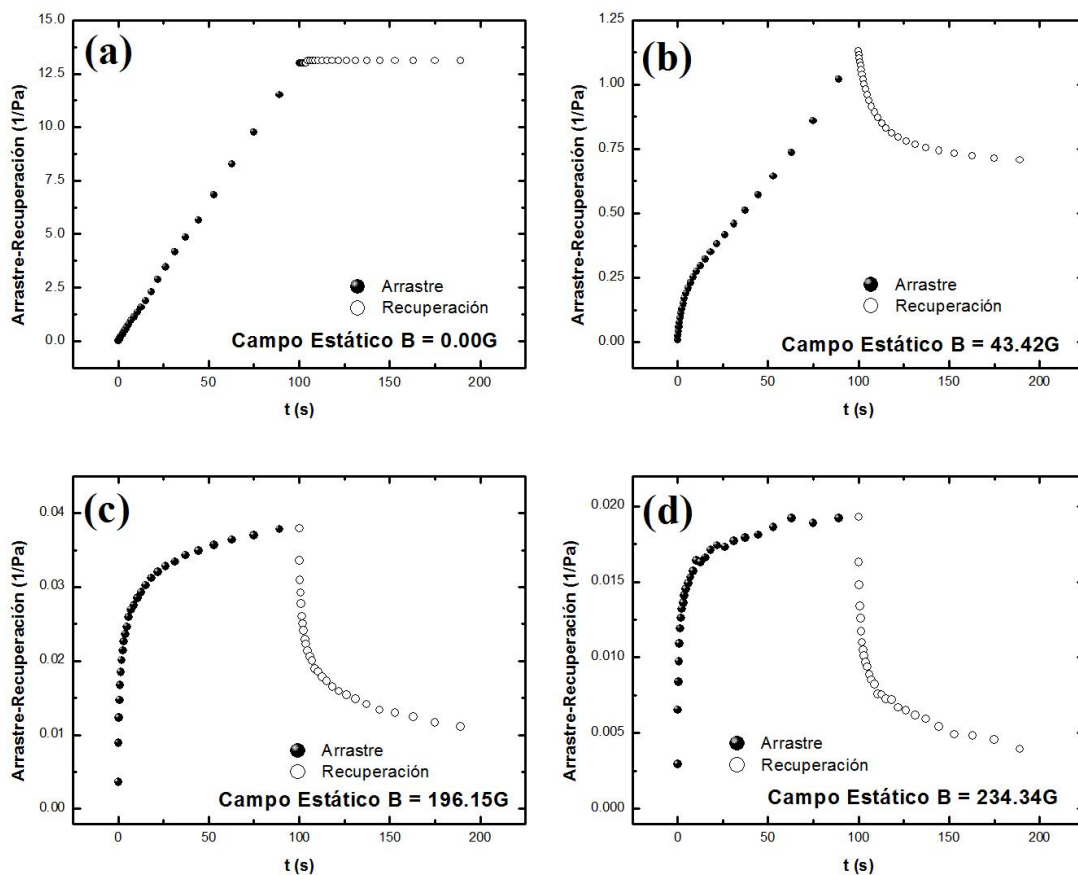 (a)
Arrastre-Recuperación (1/Pa)
15.0
12.5
10.0
7.5
5.0
2.5
0.0
Arrastre
Recuperación
Campo Estático B = 0.00G
0 50 100 150 200
t (s)
(b)
Arrastre-Recuperación (1/Pa)
1.25
1.00
0.75
0.50
0.25
0.00
Arrastre
Recuperación
Campo Estático B = 43.42G
0 50 100 150 200
t (s)
(c)
Arrastre-Recuperación (1/Pa)
0.04
0.03
0.02
0.01
0.00
Arrastre
Recuperación
Campo Estático B = 196.15G
0 50 100 150 200
t (s)
(d)
Arrastre-Recuperación (1/Pa)
0.020
0.015
0.010
0.005
0.000
Arrastre
Recuperación
Campo Estático B = 234.34G
0 50 100 150 200
t (s)